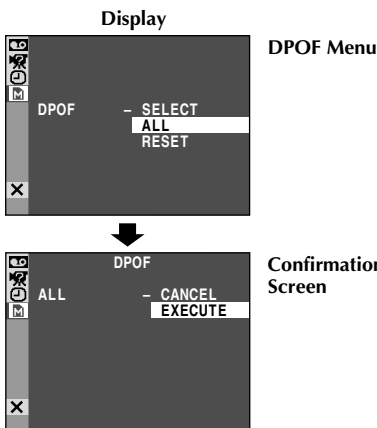 Display
DPOF Menu
DPOF – SELECT
ALL
RESET
DPOF
ALL – CANCEL
EXECUTE
Confirmation
Screen